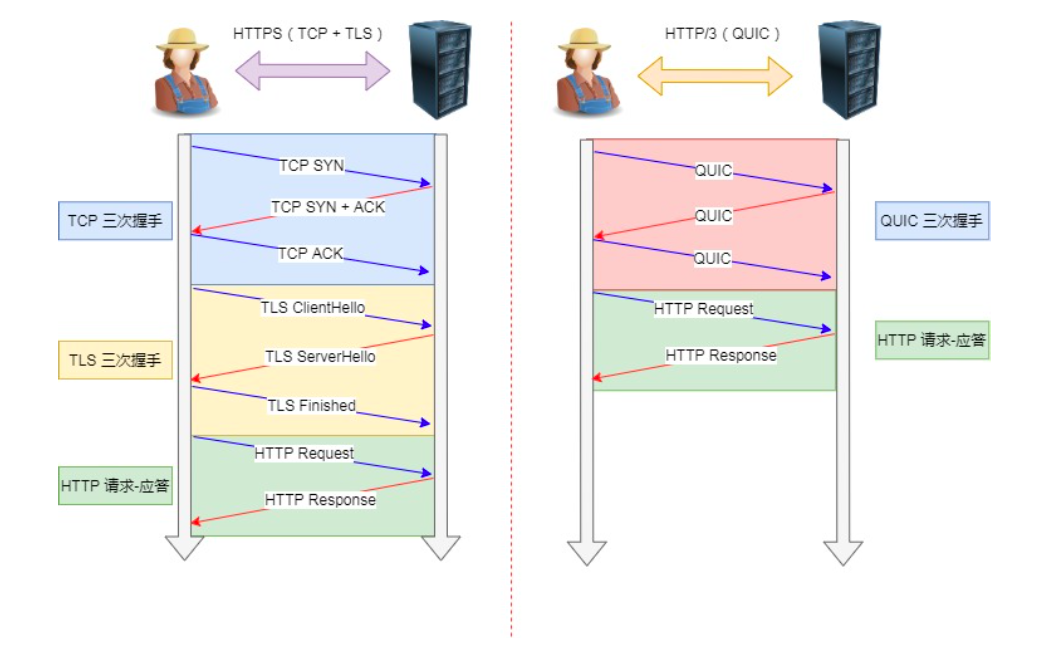 HTTPS（TCP + TLS）
TCP SYN
TCP SYN + ACK
TCP 三次握手
TCP ACK
TLS ClientHello
TLS ServerHello
TLS 三次握手
TLS Finished
HTTP Request
HTTP 请求-应答
HTTP Response
HTTP/3（QUIC）
QUIC
QUIC
QUIC 三次握手
QUIC
HTTP Request
HTTP 请求-应答
HTTP Response